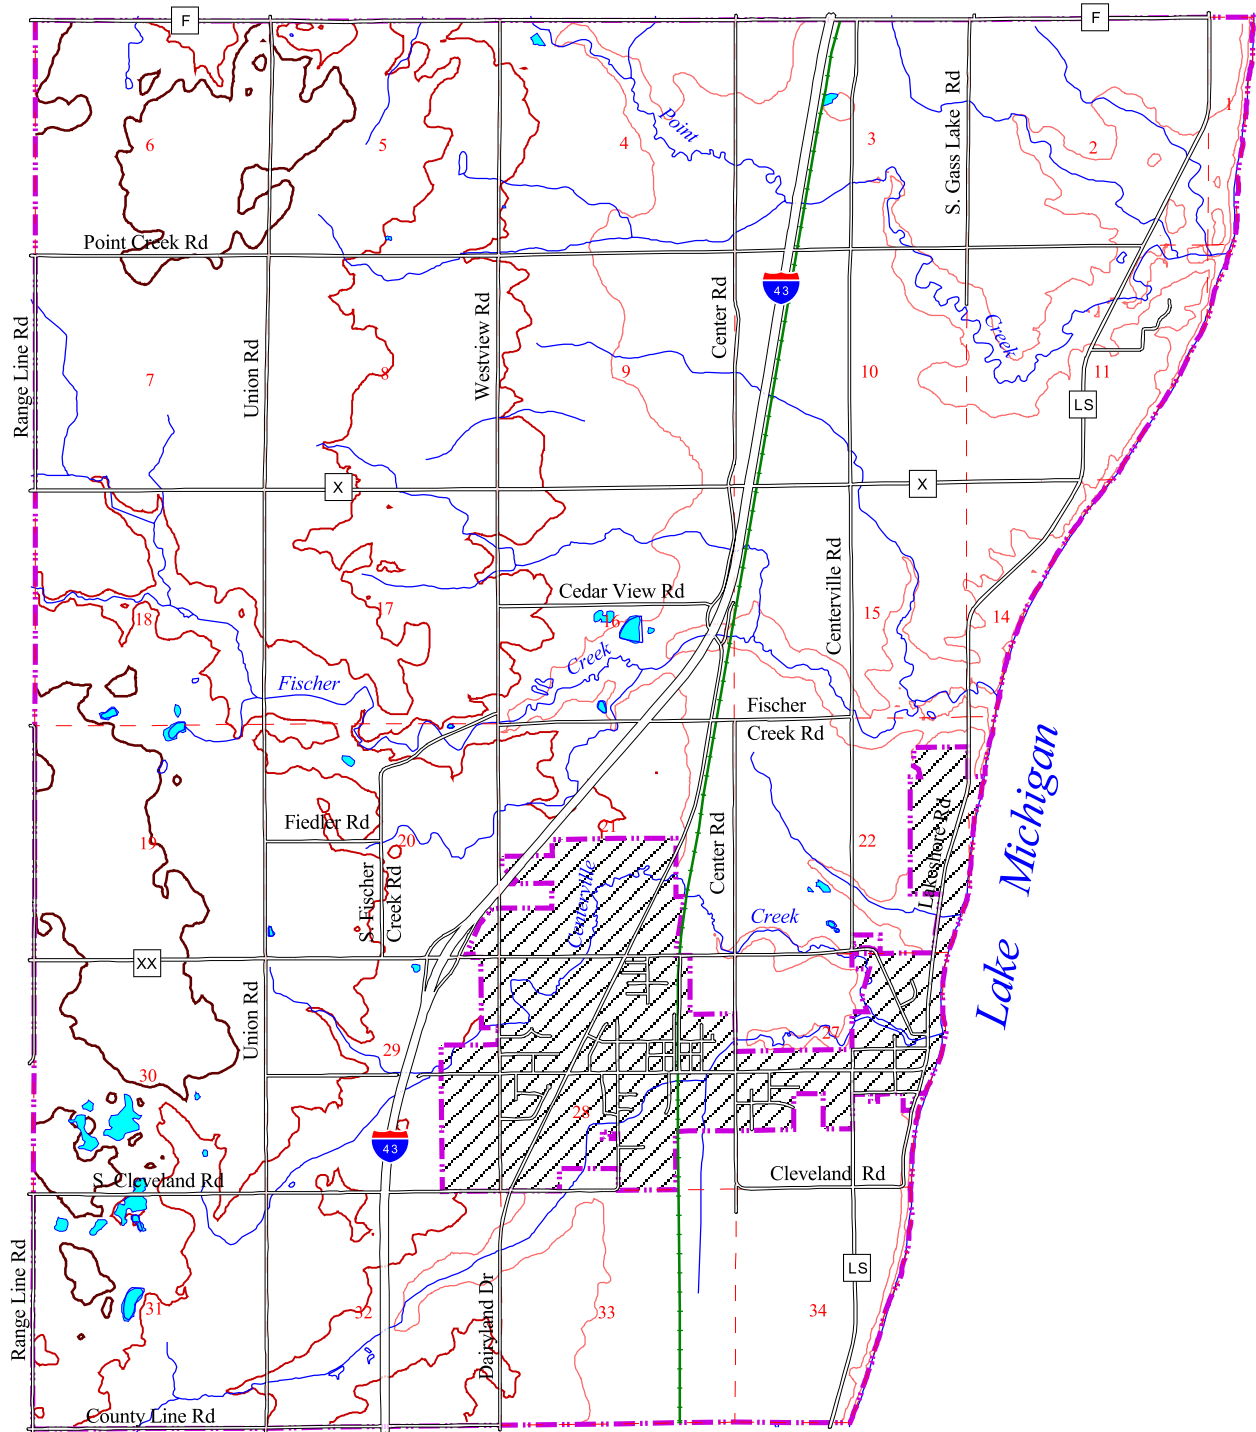 F
F
1
6
5
4
Point
3
2
S. Gass Lake Rd
Point Creek Rd
43
Center Rd
Westview Rd
Union Rd
Range Line Rd
Creek
7
8
9
10
11
LS
X
X
Centerville Rd
Cedar View Rd
18
17
16
15
14
Creek
Fischer
Fischer
Creek Rd
Lake Michigan
Fiedler Rd
19
20
21
22
Center Rd
Lakeshore Rd
S. Fischer
Creek Rd
Centerville
Creek
XX
Union Rd
29
27
30
28
43
S. Cleveland Rd
Cleveland Rd
LS
Range Line Rd
Dairyland Dr
31
32
33
34
County Line Rd